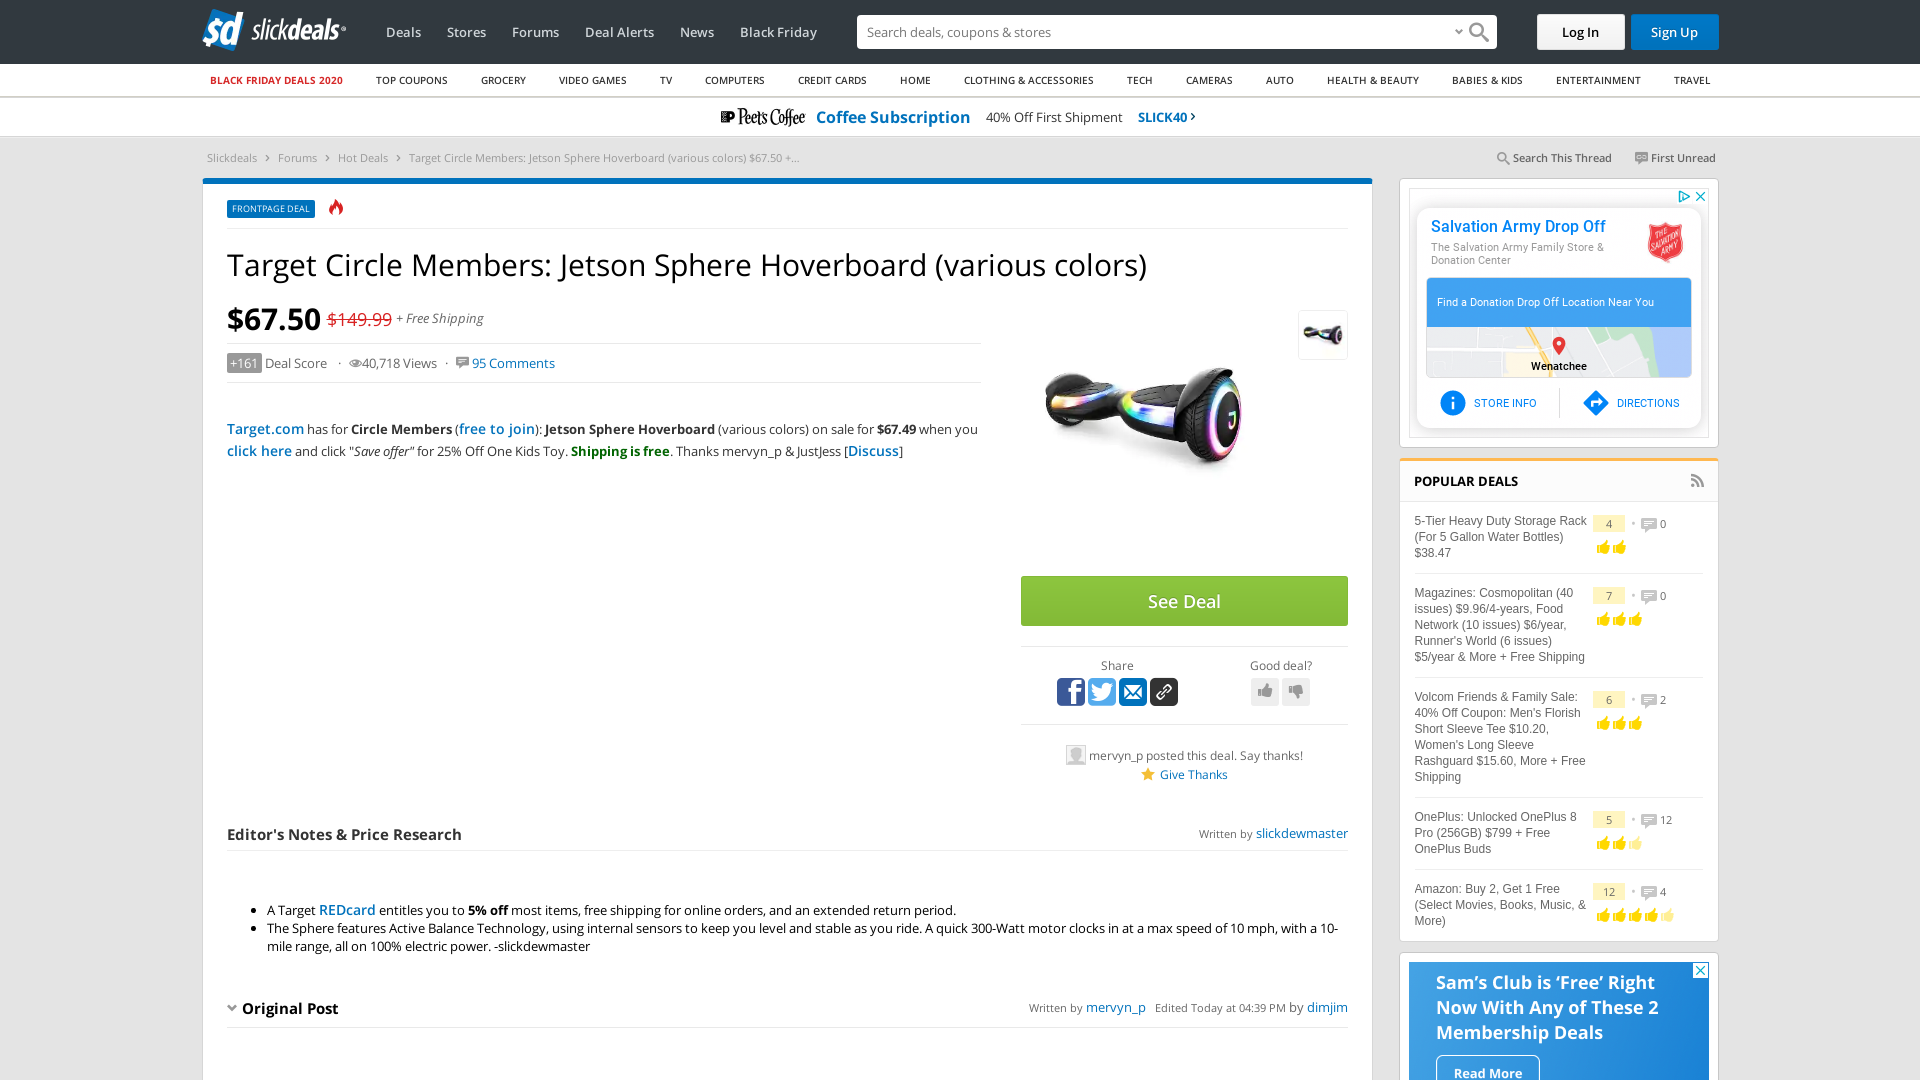 slickdeals
Deals
Stores
Forums
Deal Alerts
News
Black Friday
Search deals, coupons & stores
Log In
Sign Up
BLACK FRIDAY DEALS 2020
TOP COUPONS
GROCERY
VIDEO GAMES
TV
COMPUTERS
CREDIT CARDS
HOME
CLOTHING & ACCESSORIES
TECH
CAMERAS
AUTO
HEALTH & BEAUTY
BABIES & KIDS
ENTERTAINMENT
TRAVEL
Peet's Coffee Coffee Subscription 40% Off First Shipment SLICK40
Slickdeals > Forums > Hot Deals > Target Circle Members: Jetson Sphere Hoverboard (various colors) $67.50 +...
Search This Thread
First Unread
FRONTPAGE DEAL
Target Circle Members: Jetson Sphere Hoverboard (various colors)
$67.50 $149.99 + Free Shipping
+161 Deal Score · 40,718 Views · 95 Comments
Target.com has for Circle Members (free to join): Jetson Sphere Hoverboard (various colors) on sale for $67.49 when you
click here and click "Save offer" for 25% Off One Kids Toy. Shipping is free. Thanks mervyn_p & JustJess [Discuss]
See Deal
Share
Good deal?
mervyn_p posted this deal. Say thanks!
Give Thanks
Editor's Notes & Price Research
Written by slickdewmaster
A Target REDcard entitles you to 5% off most items, free shipping for online orders, and an extended return period.
The Sphere features Active Balance Technology, using internal sensors to keep you level and stable as you ride. A quick 300-Watt motor clocks in at a max speed of 10 mph, with a 10-
mile range, all on 100% electric power. -slickdewmaster
Original Post
Written by mervyn_p Edited Today at 04:39 PM by dimjim
Salvation Army Drop Off
The Salvation Army Family Store &
Donation Center
Find a Donation Drop Off Location Near You
Wenatchee
STORE INFO
DIRECTIONS
POPULAR DEALS
5-Tier Heavy Duty Storage Rack
(For 5 Gallon Water Bottles)
$38.47
4 • 0
Magazines: Cosmopolitan (40
issues) $9.96/4-years, Food
Network (10 issues) $6/year,
Runner's World (6 issues)
$5/year & More + Free Shipping
7 • 0
Volcom Friends & Family Sale:
40% Off Coupon: Men's Florish
Short Sleeve Tee $10.20,
Women's Long Sleeve
Rashguard $15.60, More + Free
Shipping
6 • 2
OnePlus: Unlocked OnePlus 8
Pro (256GB) $799 + Free
OnePlus Buds
5 • 12
Amazon: Buy 2, Get 1 Free
(Select Movies, Books, Music, &
More)
12 • 4
Sam's Club is ‘Free’ Right
Now With Any of These 2
Membership Deals
Read More